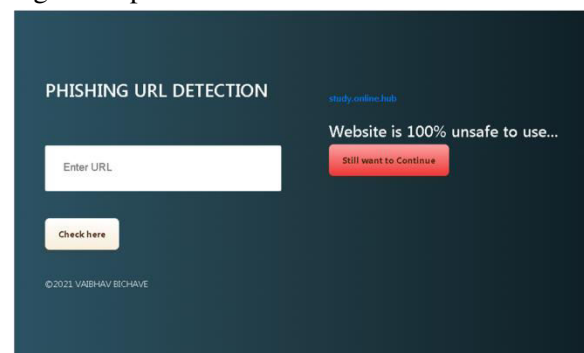 PHISHING URL DETECTION
Enter URL
Check here
©2021 VAIBHAV BICHAVE
study.online.hub
Website is 100% unsafe to use...
Still want to Continue